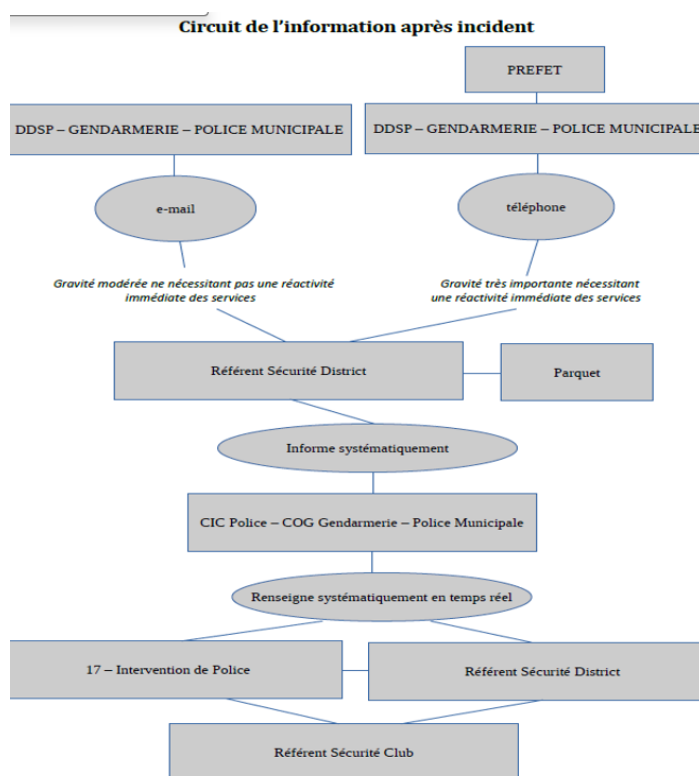 Circuit de l'information après incident
PREFET
DDSP – GENDARMERIE – POLICE MUNICIPALE
DDSP – GENDARMERIE – POLICE MUNICIPALE
e-mail
téléphone
Gravité modérée ne nécessitant pas une réactivité
immédiate des services
Gravité très importante nécessitant
une réactivité immédiate des services
Référent Sécurité District
Parquet
Informe systématiquement
CIC Police – COG Gendarmerie – Police Municipale
Renseigne systématiquement en temps réel
17 – Intervention de Police
Référent Sécurité District
Référent Sécurité Club